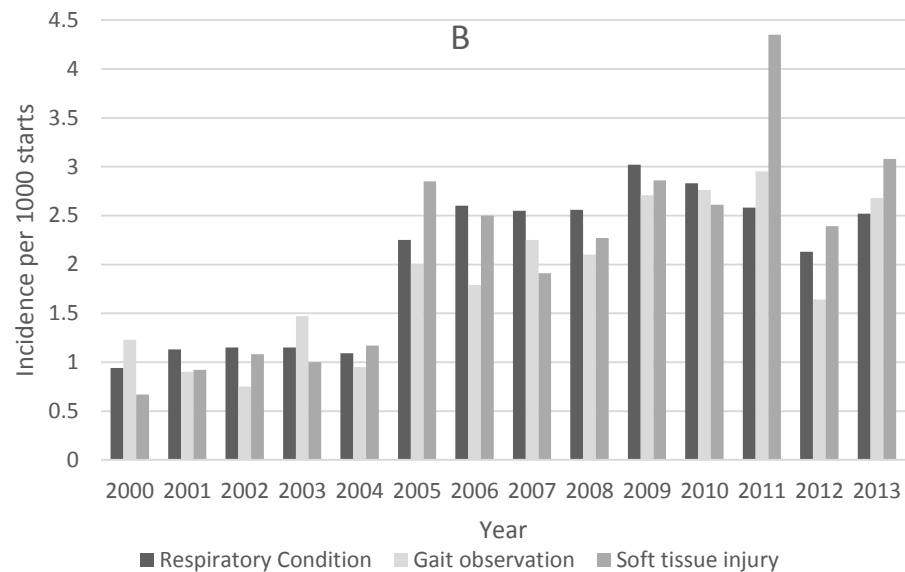 B
4.5
4
3.5
3
2.5
2
1.5
1
0.5
0
Incidence per 1000 starts
2000 2001 2002 2003 2004 2005 2006 2007 2008 2009 2010 2011 2012 2013
Year
Respiratory Condition Gait observation Soft tissue injury